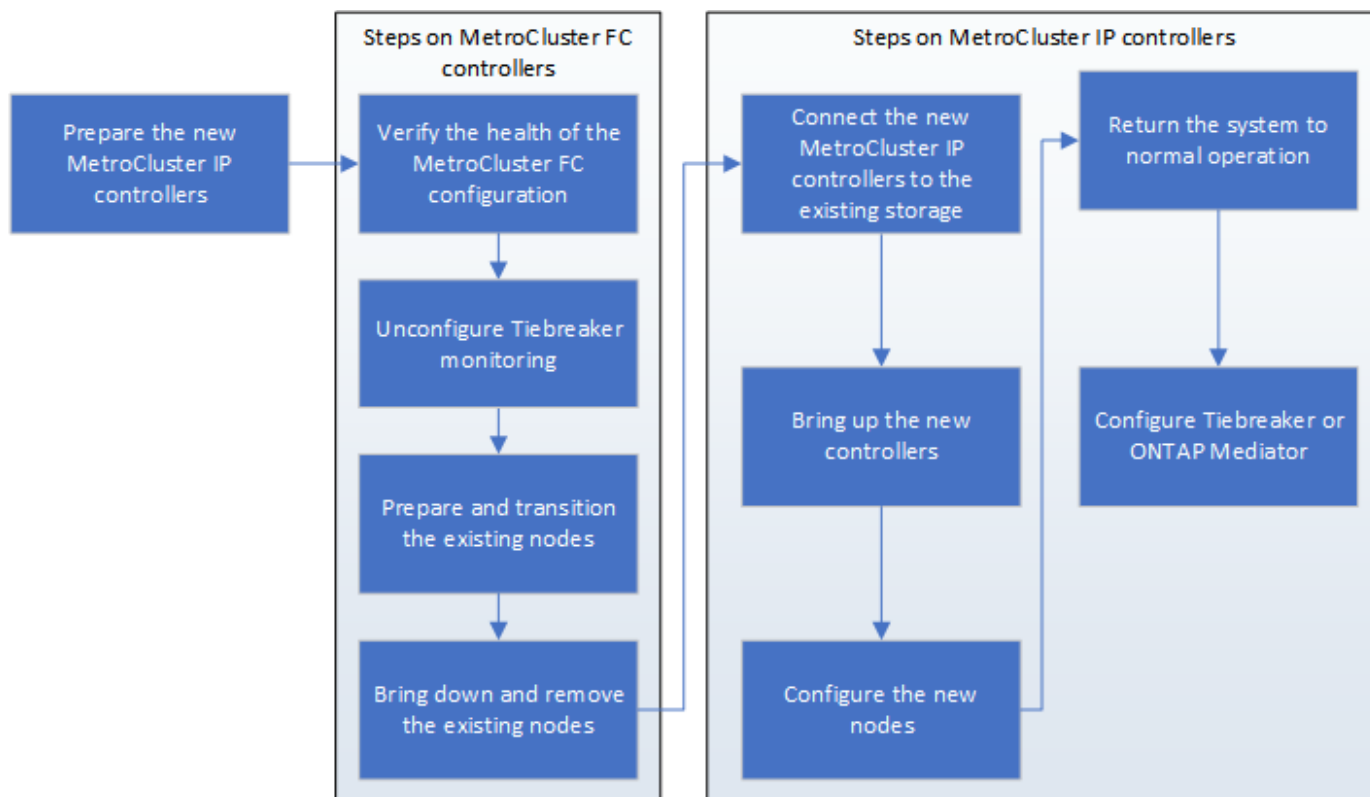 Prepare the new
MetroCluster IP
controllers
Steps on MetroCluster FC
controllers
Verify the health of the
MetroCluster FC
configuration
Unconfigure Tiebreaker
monitoring
Prepare and transition
the existing nodes
Bring down and remove
the existing nodes
Steps on MetroCluster IP controllers
Connect the new
MetroCluster IP
controllers to the
existing storage
Bring up the new
controllers
Configure the new
nodes
Return the system to
normal operation
Configure Tiebreaker or
ONTAP Mediator